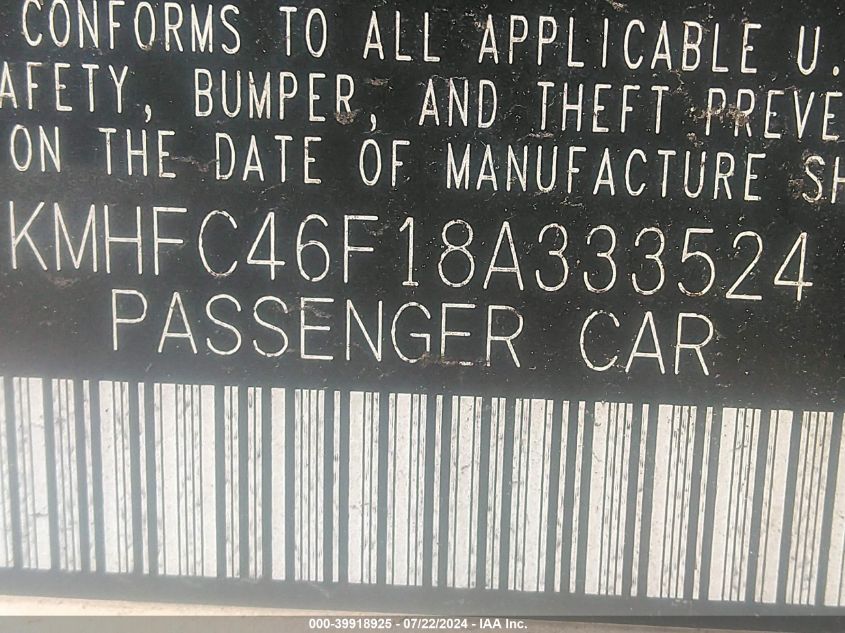 CONFORMS TO ALL APPLICABLE U.
AFETY, BUMPER, AND THEFT PREVE
ON THE DATE OF MANUFACTURE SH
KMHFC46F18A333524
PASSENGER CAR
000-39918925 - 07/22/2024 - IAA Inc.